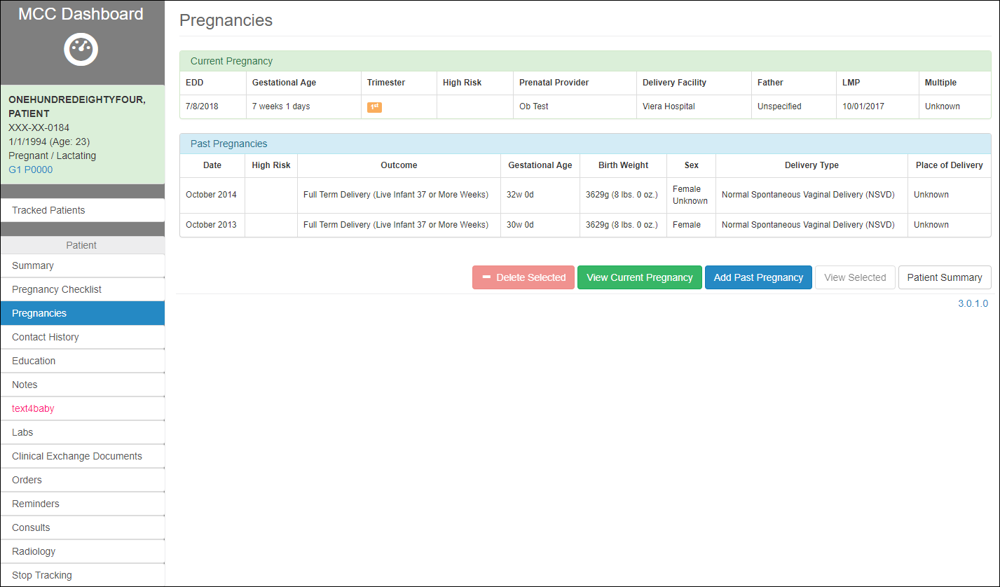 MCC Dashboard
ONEHUNDREDEIGHTYFOUR,
PATIENT
XXX-XX-0184
1/1/1994 (Age: 23)
Pregnant / Lactating
G1 P0000
Tracked Patients
Patient
Summary
Pregnancy Checklist
Pregnancies
Contact History
Education
Notes
text4baby
Labs
Clinical Exchange Documents
Orders
Reminders
Consults
Radiology
Stop Tracking
Pregnancies
Current Pregnancy
EDD Gestational Age Trimester High Risk Prenatal Provider Delivery Facility Father LMP Multiple
7/8/2018 7 weeks 1 days 1st Ob Test Viera Hospital Unspecified 10/01/2017 Unknown
Past Pregnancies
Date High Risk Outcome Gestational Age Birth Weight Sex Delivery Type Place of Delivery
October 2014 Full Term Delivery (Live Infant 37 or More Weeks) 32w 0d 3629g (8 lbs. 0 oz.) Female Normal Spontaneous Vaginal Delivery (NSVD) Unknown
Unknown
October 2013 Full Term Delivery (Live Infant 37 or More Weeks) 30w 0d 3629g (8 lbs. 0 oz.) Female Normal Spontaneous Vaginal Delivery (NSVD) Unknown
Delete Selected View Current Pregnancy Add Past Pregnancy View Selected Patient Summary
3.0.1.0